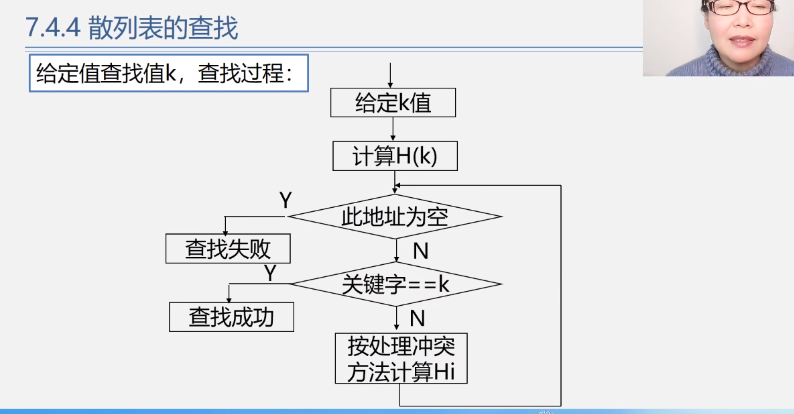 7.4.4 散列表的查找
给定值查找值k，查找过程：
给定k值
计算H(k)
Y
此地址为空
查找失败
N
Y
关键字==k
查找成功
N
按处理冲突
方法计算Hi